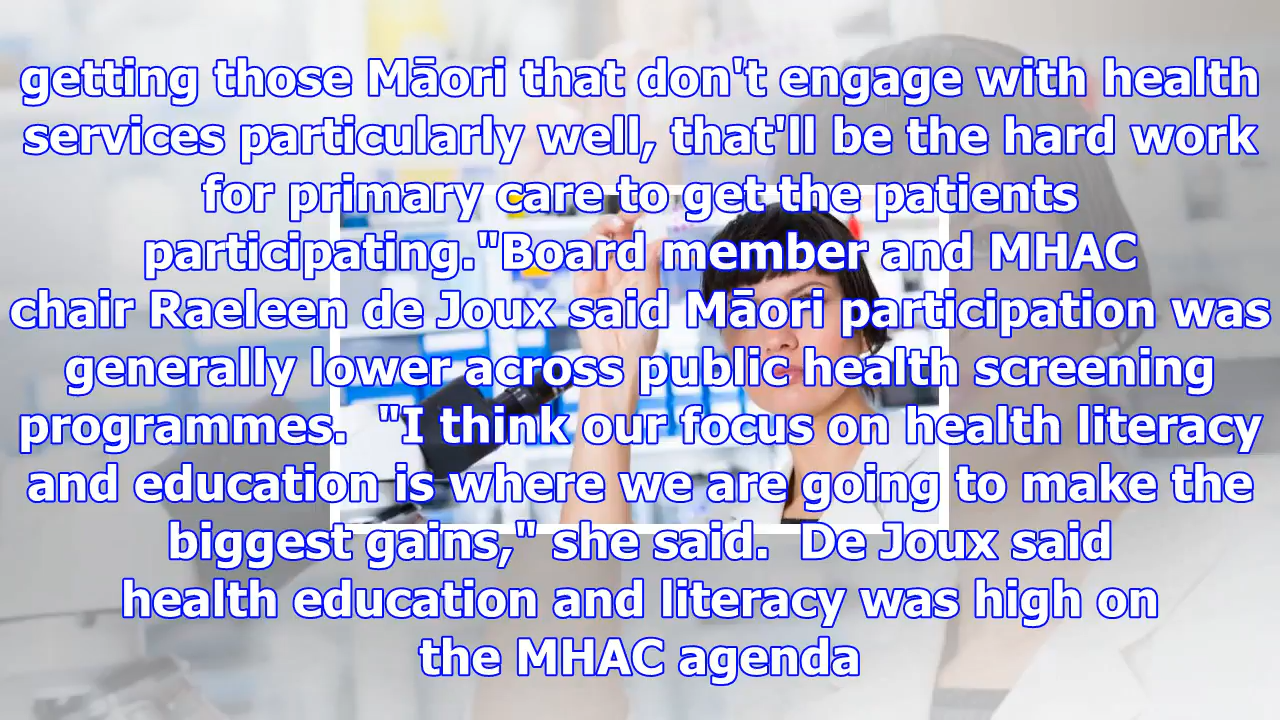 getting those Māori that don't engage with health
services particularly well, that'll be the hard work
for primary care to get the patients
participating."Board member and MHAC
chair Raeleen de Joux said Māori participation was
generally lower across public health screening
programmes.  "I think our focus on health literacy
and education is where we are going to make the
biggest gains," she said.  De Joux said
health education and literacy was high on
the MHAC agenda